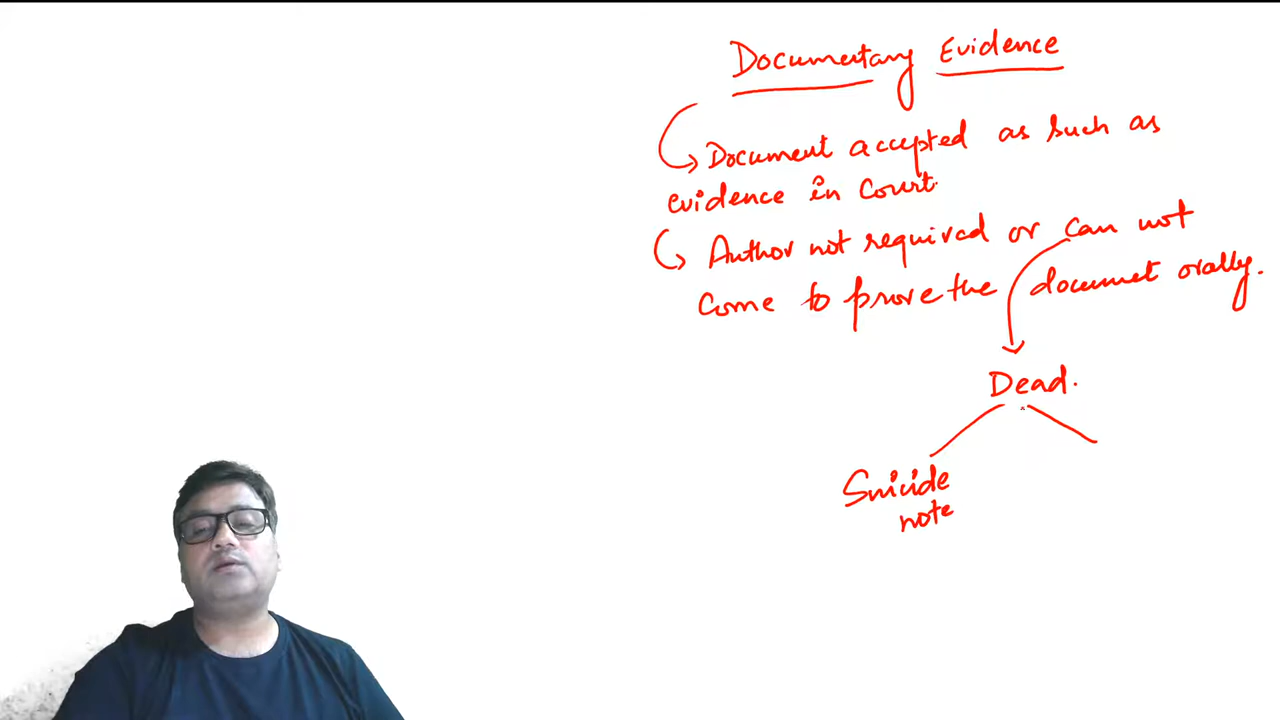 Documentary Evidence
Document accepted as such as
evidence in Court.
Author not required or can not
come to prove the documet orally.
Dead.
Suicide
note